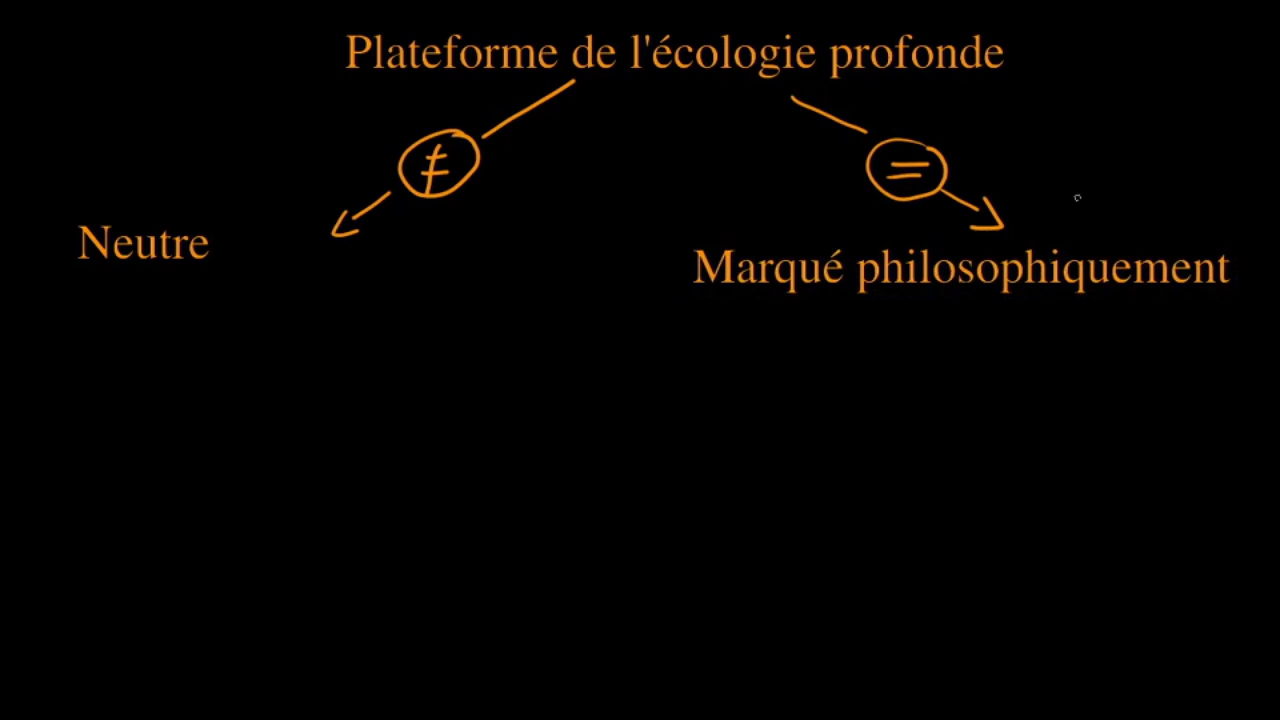 Plateforme de l'écologie profonde
≠
=
Neutre
Marqué philosophiquement